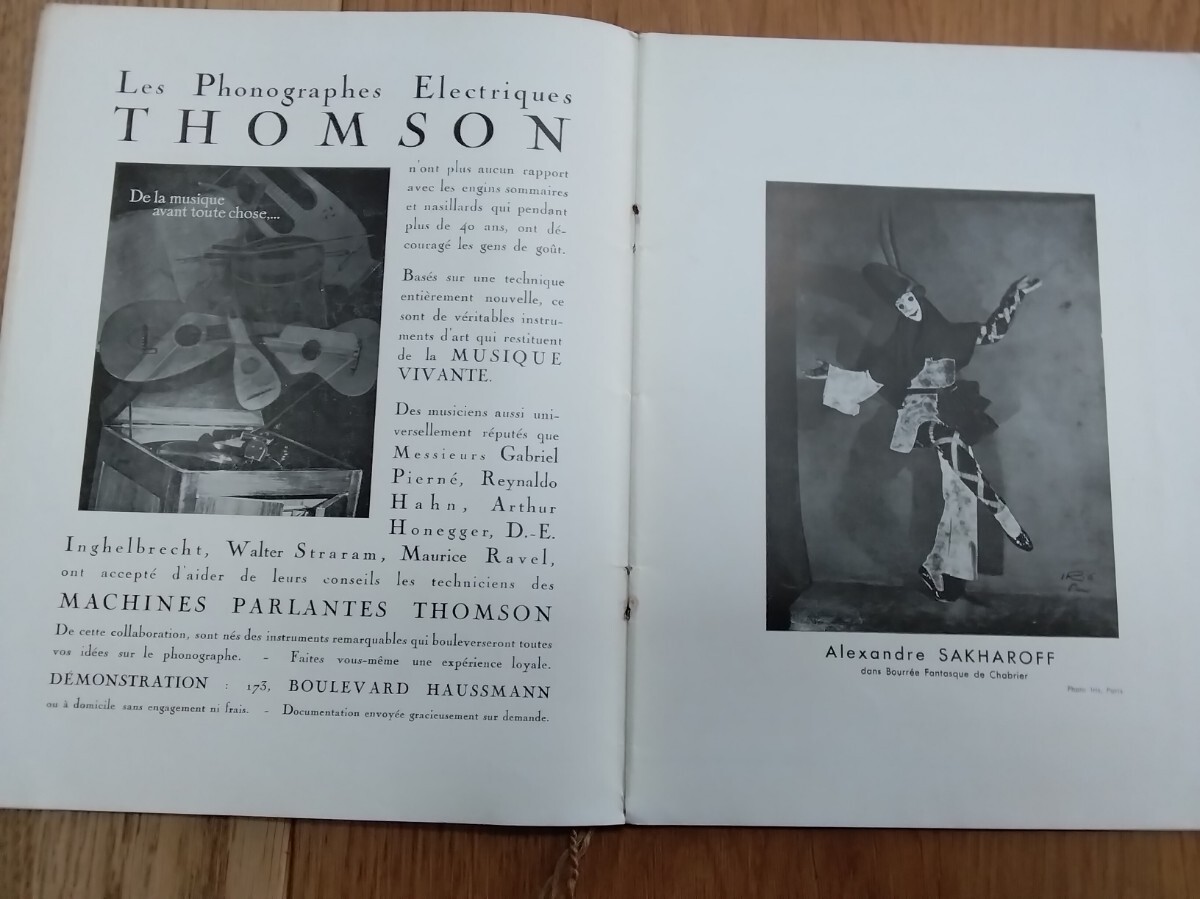 Les Phonographes Electriques
THOMSON
De la musique
avant toute chose,...
n'ont plus aucun rapport
avec les engins sommaires
et nasillards qui pendant
plus de 40 ans, ont dé-
couragé les gens de goût.
Basés sur une technique
entièrement nouvelle, ce
sont de véritables instru-
ments d'art qui restituent
de la MUSIQUE
VIVANTE.
Des musiciens aussi uni-
versellement réputés que
Messieurs Gabriel
Pierné, Reynaldo
Hahn, Arthur
Honegger, D.-E.
Inghelbrecht, Walter Straram, Maurice Ravel,
ont accepté d'aider de leurs conseils les techniciens des
MACHINES PARLANTES THOMSON
De cette collaboration, sont nés des instruments remarquables qui bouleverseront toutes
vos idées sur le phonographe. - Faites vous-même une expérience loyale.
DÉMONSTRATION : 173, BOULEVARD HAUSSMANN
ou à domicile sans engagement ni frais. - Documentation envoyée gracieusement sur demande.
Alexandre SAKHAROFF
dans Bourrée Fantasque de Chabrier
Photo Iris, Paris